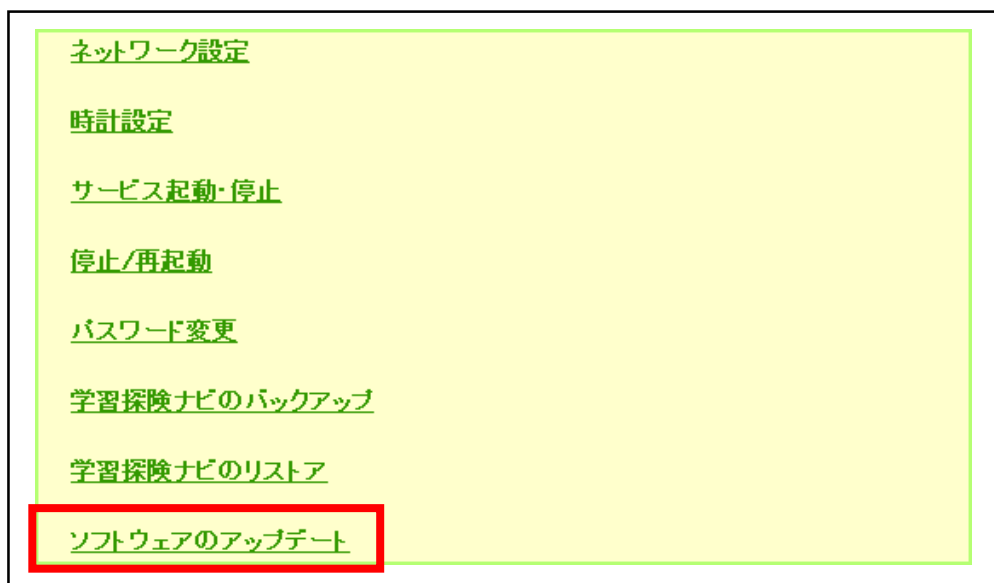 ネットワーク設定
時計設定
サービス起動・停止
停止/再起動
パスワード変更
学習探険ナビのバックアップ
学習探険ナビのリストア
ソフトウェアのアップデート